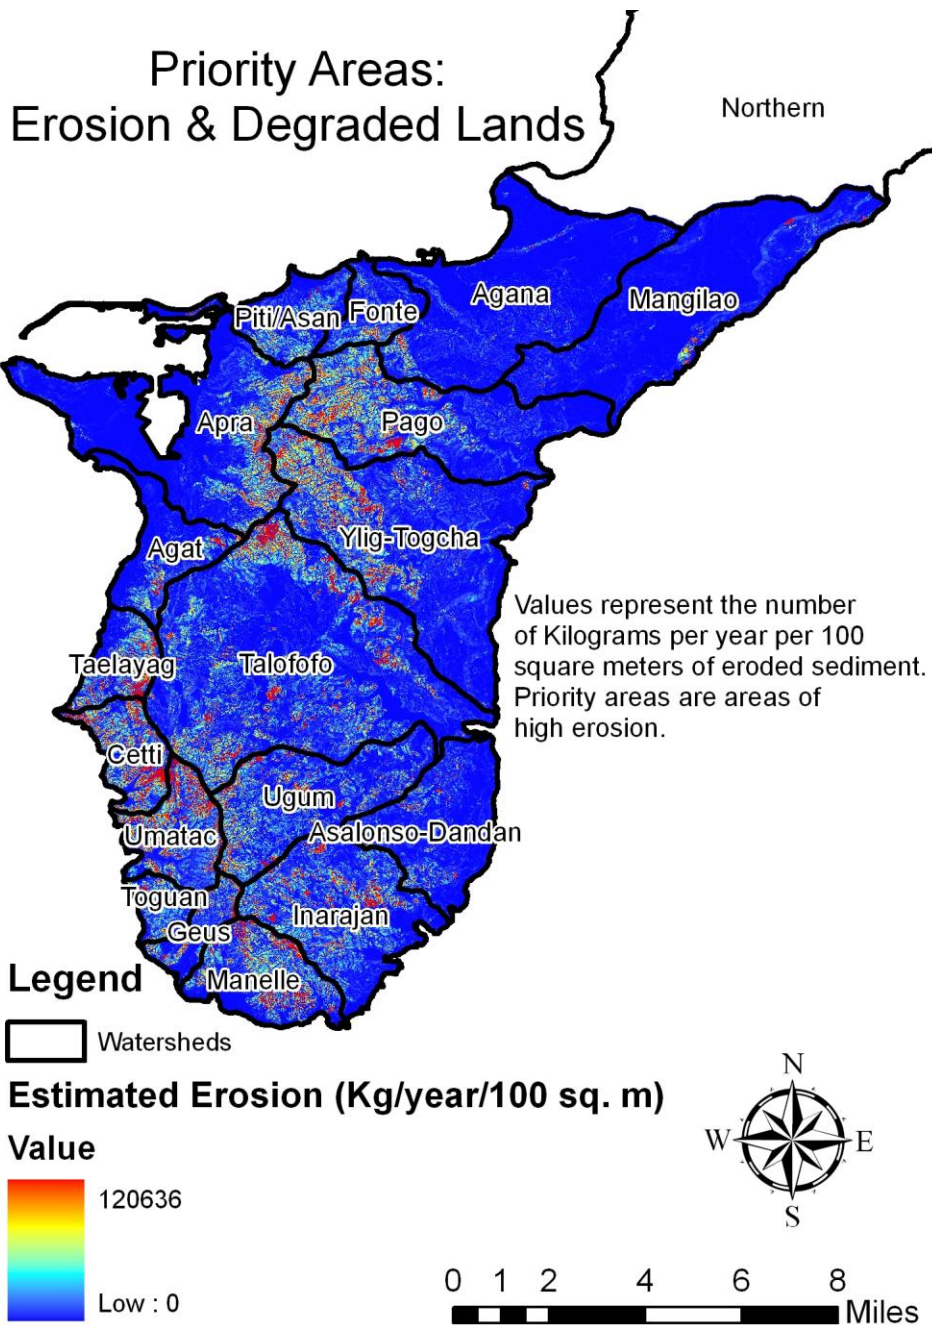 Priority Areas:
Erosion & Degraded Lands
Northern
Agana
Mangilao
Piti/Asan
Fonte
Apra
Pago
Agat
Ylig-Togcha
Values represent the number
of Kilograms per year per 100
square meters of eroded sediment.
Priority areas are areas of
high erosion.
Taelayag
Talofofo
Cetti
Ugum
Umatac
Asalonso-Dandan
Toguan
Inarajan
Geus
Manelle
Legend
Watersheds
Estimated Erosion (Kg/year/100 sq. m)
Value
120636
Low : 0
N
W
E
S
0 1 2 4 6 8
Miles